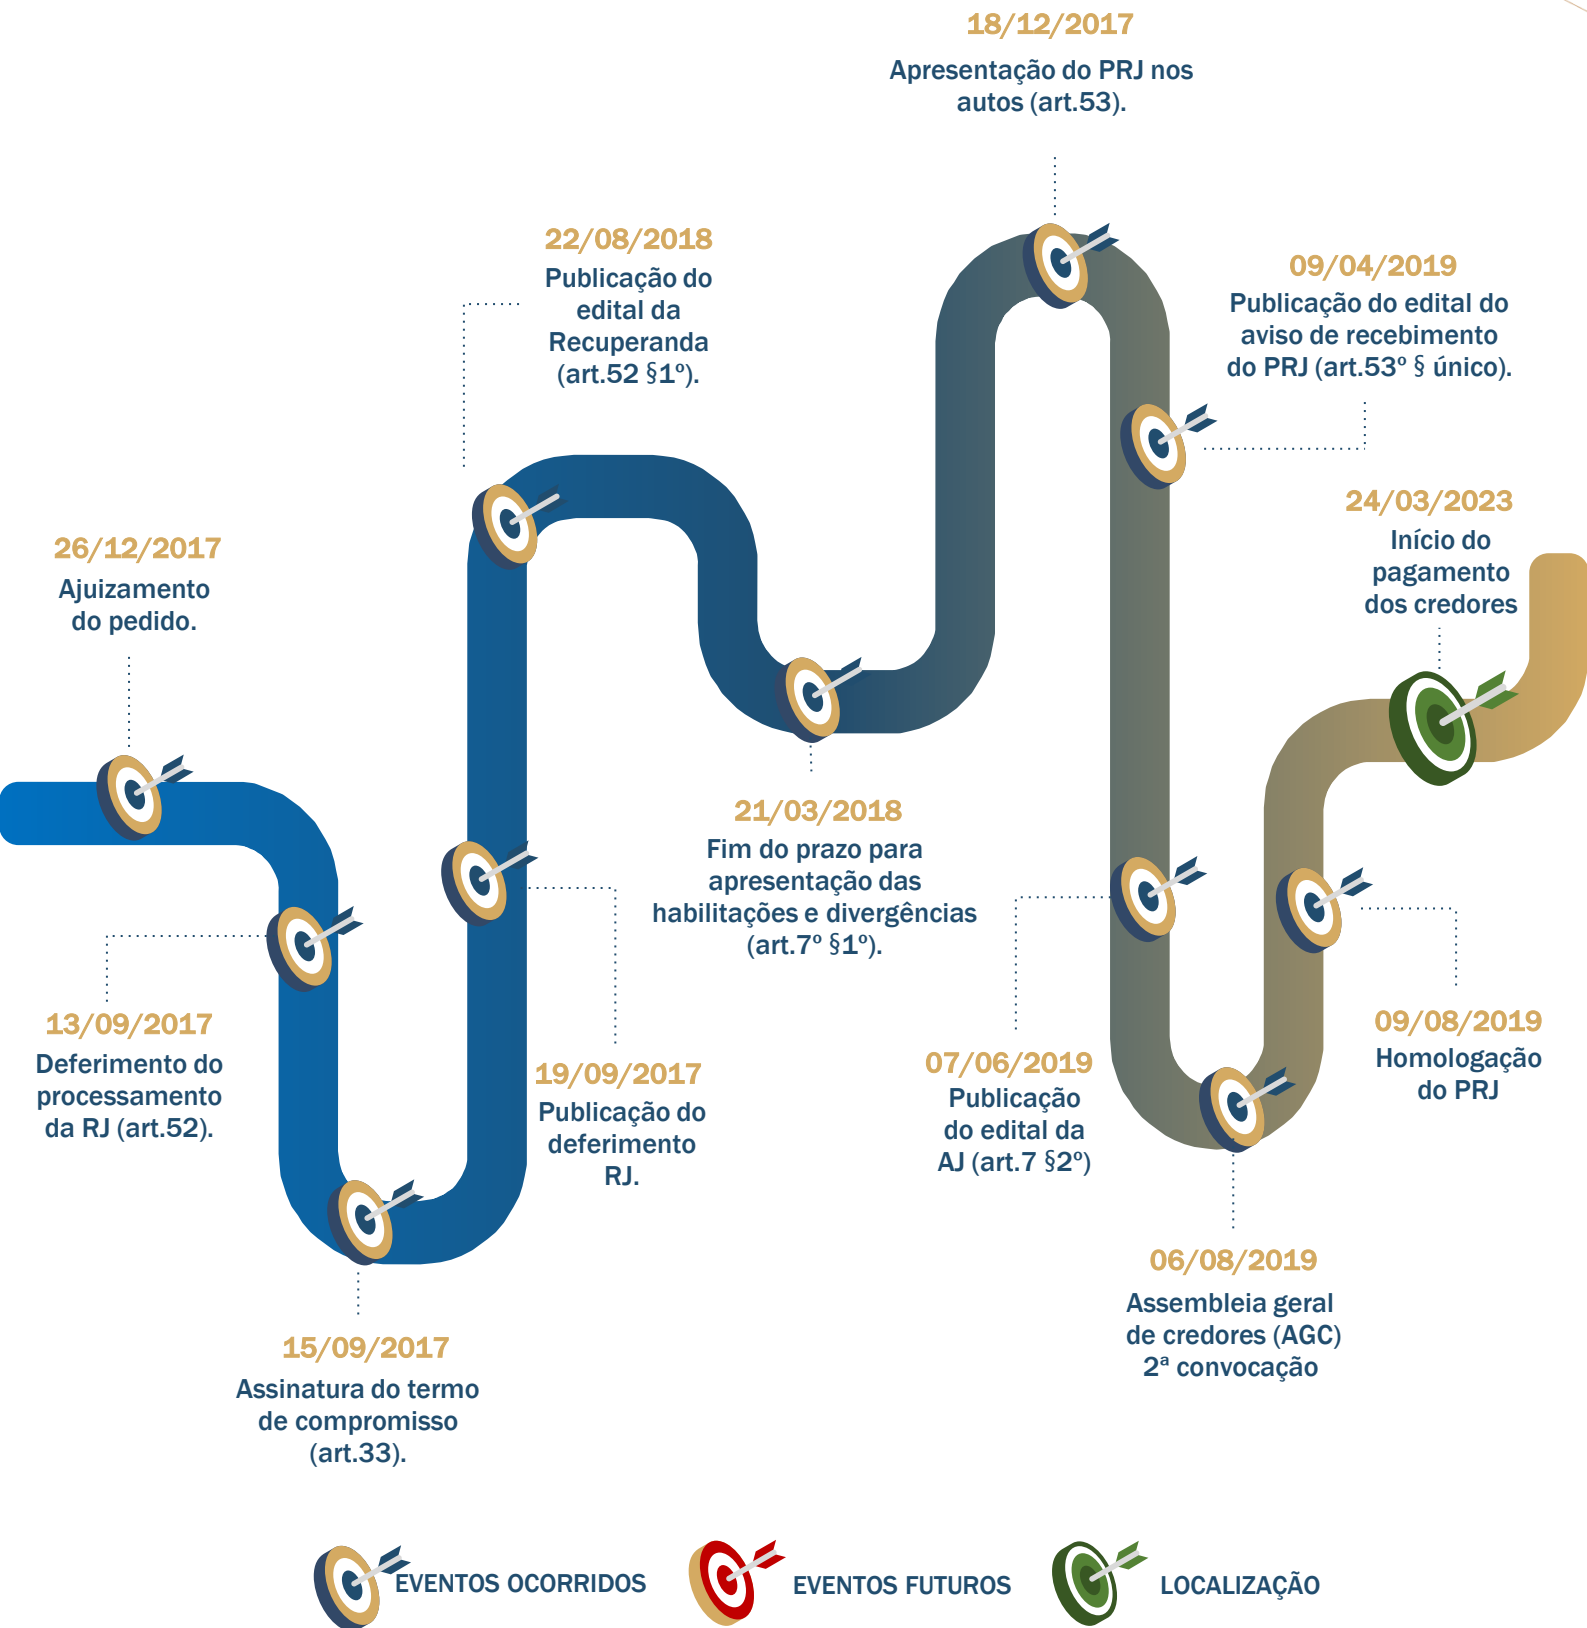 18/12/2017
Apresentação do PRJ nos
autos (art.53).
22/08/2018
Publicação do
edital da
Recuperanda
(art.52 §1º).
09/04/2019
Publicação do edital do
aviso de recebimento
do PRJ (art.53º § único).
24/03/2023
Início do
pagamento
dos credores
26/12/2017
Ajuizamento
do pedido.
21/03/2018
Fim do prazo para
apresentação das
habilitações e divergências
(art.7º §1º).
13/09/2017
Deferimento do
processamento
da RJ (art.52).
19/09/2017
Publicação do
deferimento
RJ.
07/06/2019
Publicação
do edital da
AJ (art.7 §2º)
09/08/2019
Homologação
do PRJ
06/08/2019
Assembleia geral
de credores (AGC)
2ª convocação
15/09/2017
Assinatura do termo
de compromisso
(art.33).
EVENTOS OCORRIDOS
EVENTOS FUTUROS
LOCALIZAÇÃO